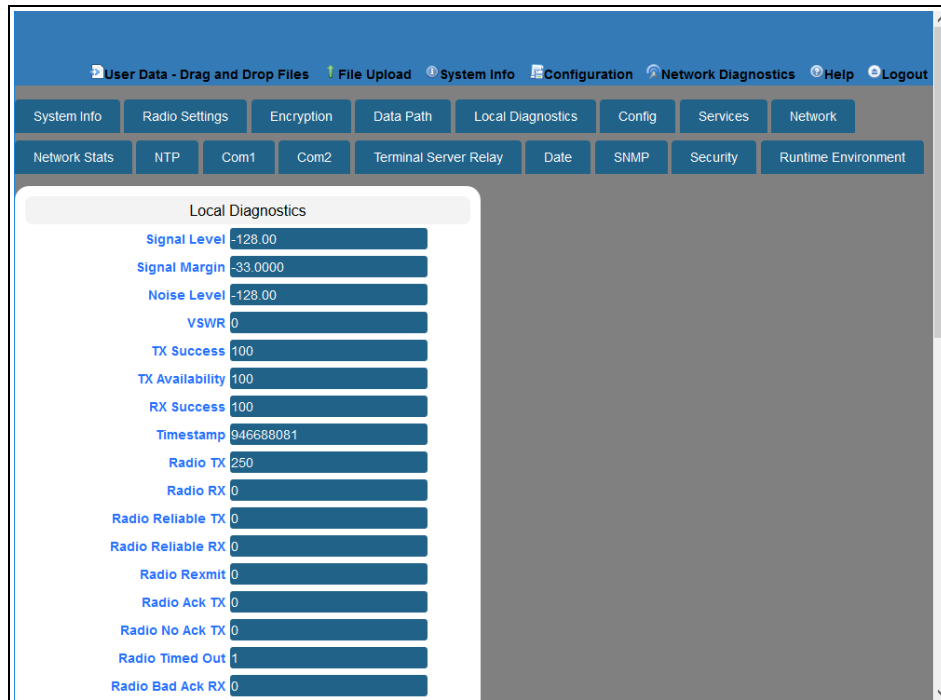 User Data - Drag and Drop Files File Upload System Info Configuration Network Diagnostics Help Logout
System Info Radio Settings Encryption Data Path Local Diagnostics Config Services Network
Network Stats NTP Com1 Com2 Terminal Server Relay Date SNMP Security Runtime Environment
Local Diagnostics
Signal Level -128.00
Signal Margin -33.0000
Noise Level -128.00
VSWR 0
TX Success 100
TX Availability 100
RX Success 100
Timestamp 946688081
Radio TX 250
Radio RX 0
Radio Reliable TX 0
Radio Reliable RX 0
Radio Rexmit 0
Radio Ack TX 0
Radio No Ack TX 0
Radio Timed Out 1
Radio Bad Ack RX 0